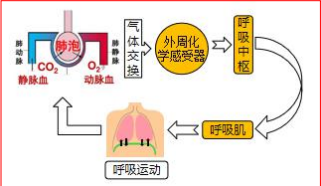 肺动脉
肺泡
肺静脉
CO2
O2
静脉血
动脉血
气体交换
外周化
学感受器
呼吸中枢
呼吸肌
呼吸运动